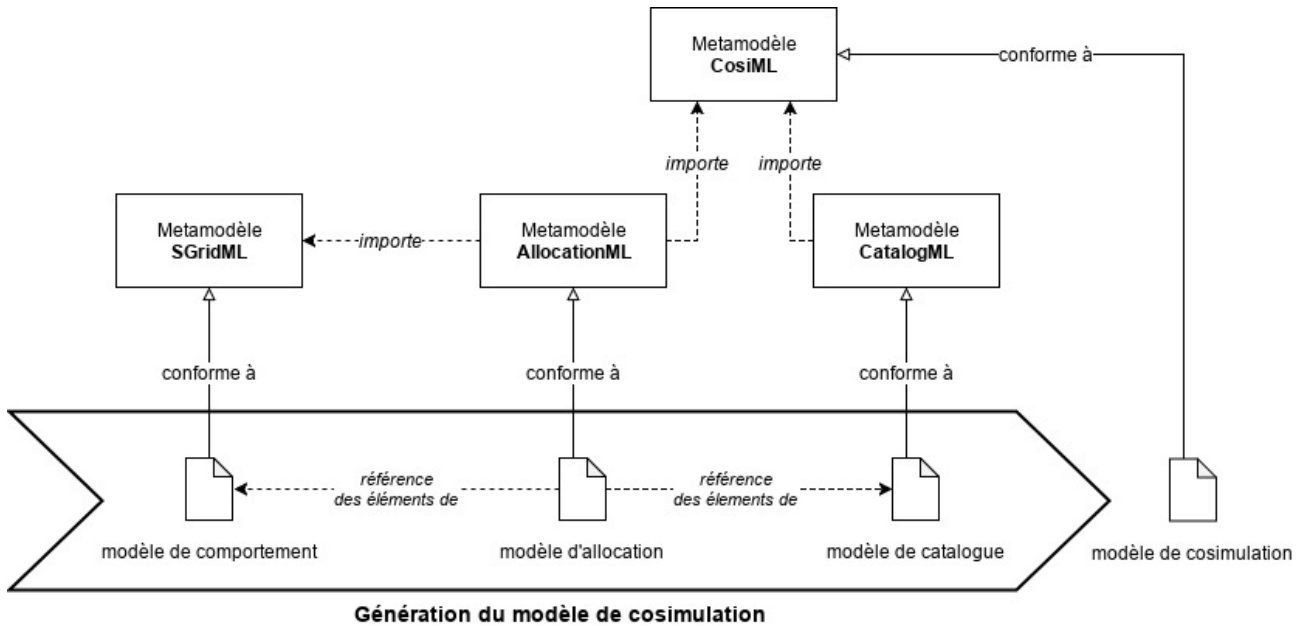 Metamodèle
CosiML
conforme à
importe
importe
Metamodèle
SGridML
importe
Metamodèle
AllocationML
Metamodèle
CatalogML
conforme à
conforme à
conforme à
référence
des éléments de
référence
des élements de
modèle de comportement
modèle d'allocation
modèle de catalogue
modèle de cosimulation
Génération du modèle de cosimulation